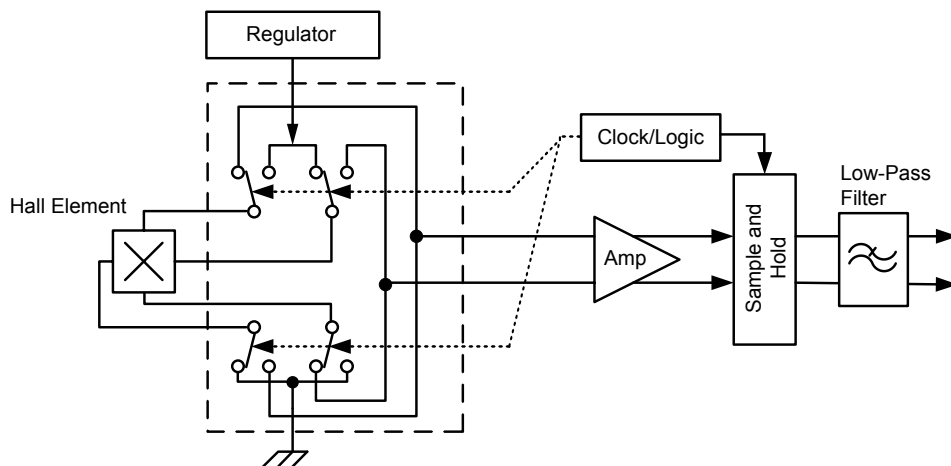 Regulator
Clock/Logic
Low-Pass
Filter
Hall Element
Amp
Sample and
Hold